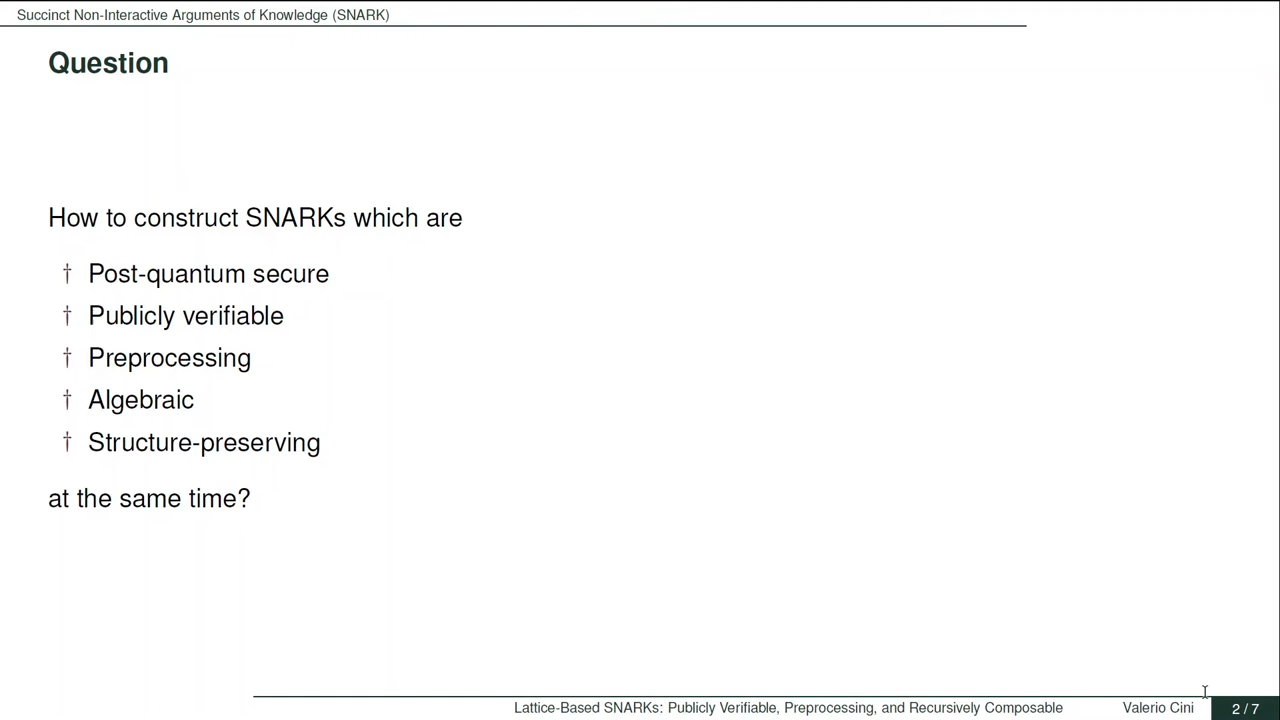 Succinct Non-Interactive Arguments of Knowledge (SNARK)
Question
How to construct SNARKs which are
† Post-quantum secure
† Publicly verifiable
† Preprocessing
† Algebraic
† Structure-preserving
at the same time?
Lattice-Based SNARKs: Publicly Verifiable, Preprocessing, and Recursively Composable Valerio Cini 2 / 7